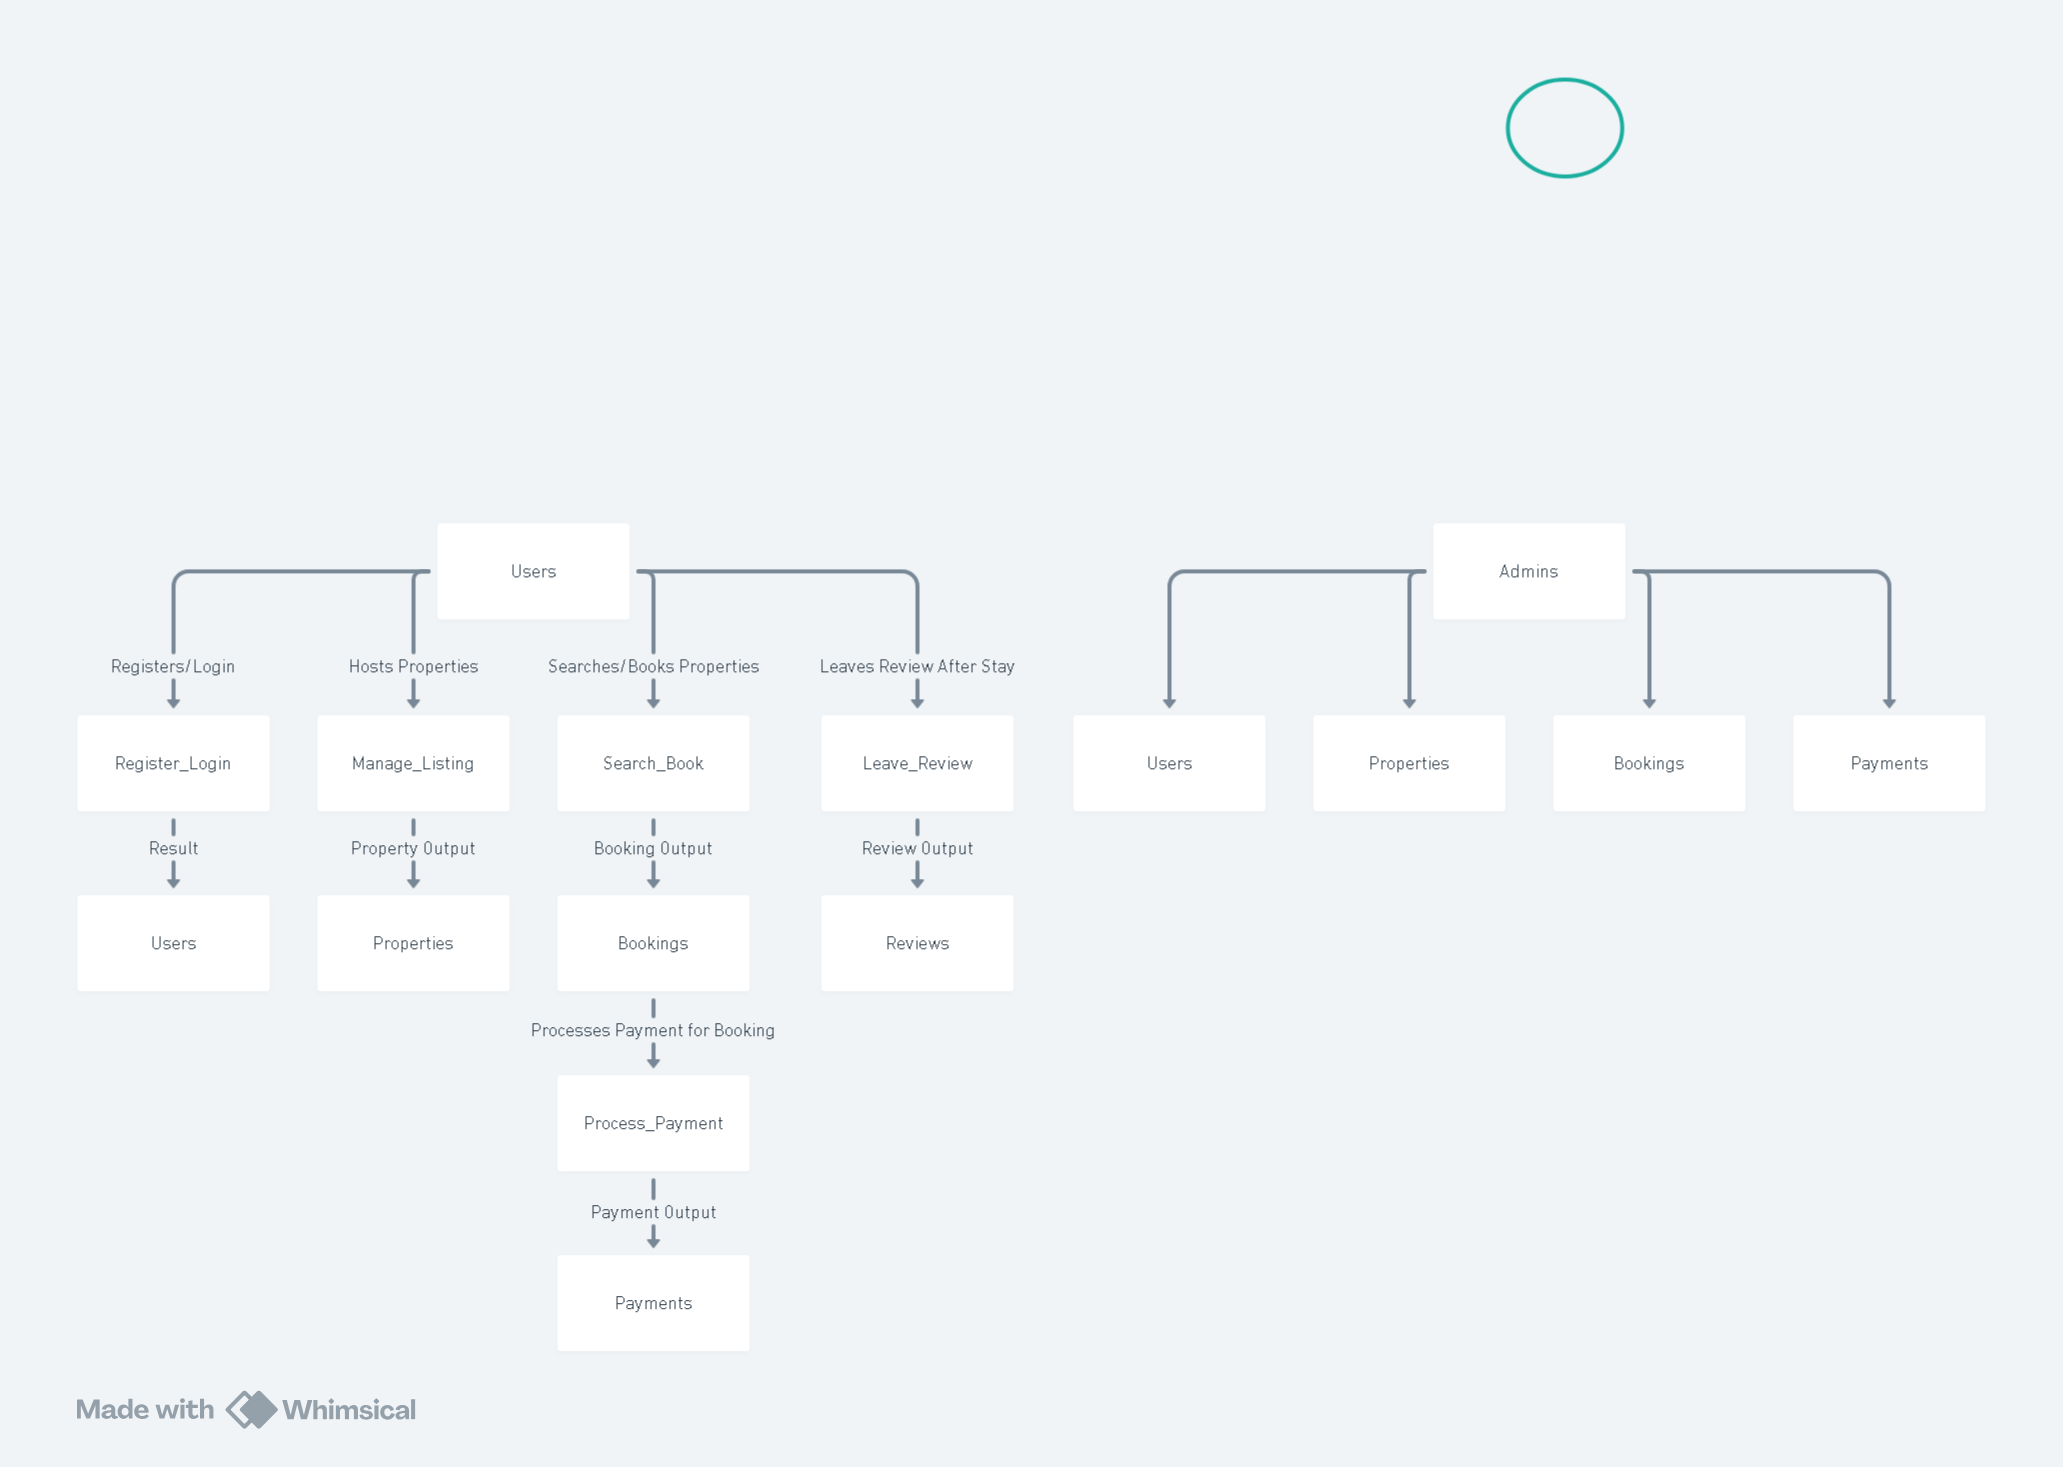 Users
Admins
Registers/Login
Hosts Properties
Searches/Books Properties
Leaves Review After Stay
Register_Login
Manage_Listing
Search_Book
Leave_Review
Users
Properties
Bookings
Payments
Result
Property Output
Booking Output
Review Output
Users
Properties
Bookings
Reviews
Processes Payment for Booking
Process_Payment
Payment Output
Payments
Made with Whimsical